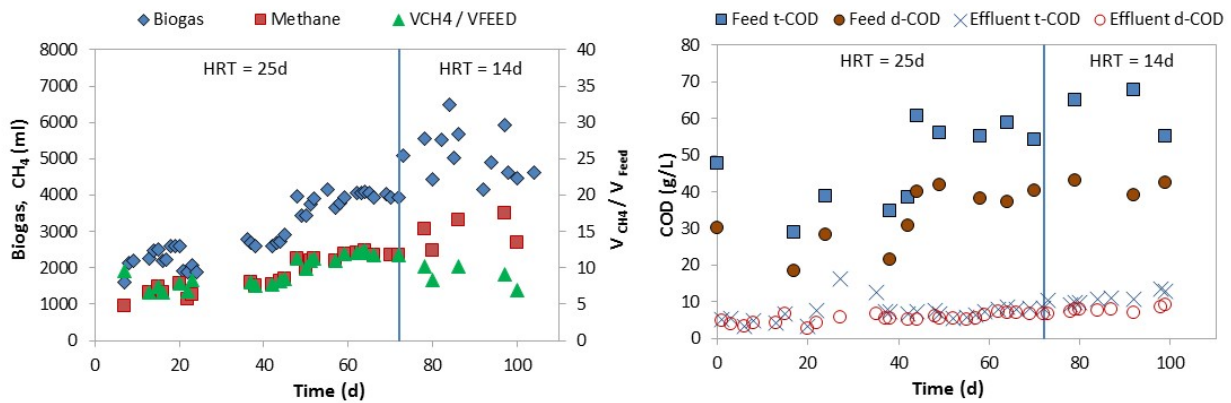 Biogas Methane VCH4 / VFEED
8000
7000
6000
5000
4000
3000
2000
1000
0
Biogas, CH4 (ml)
HRT = 25d HRT = 14d
40
35
30
25
20
15
10
5
0
V CH4 / V Feed
0 20 40 60 80 100
Time (d)
Feed t-COD Feed d-COD Effluent t-COD Effluent d-COD
80
70
60
50
40
30
20
10
0
COD (g/L)
HRT = 25d HRT = 14d
0 20 40 60 80 100 120
Time (d)